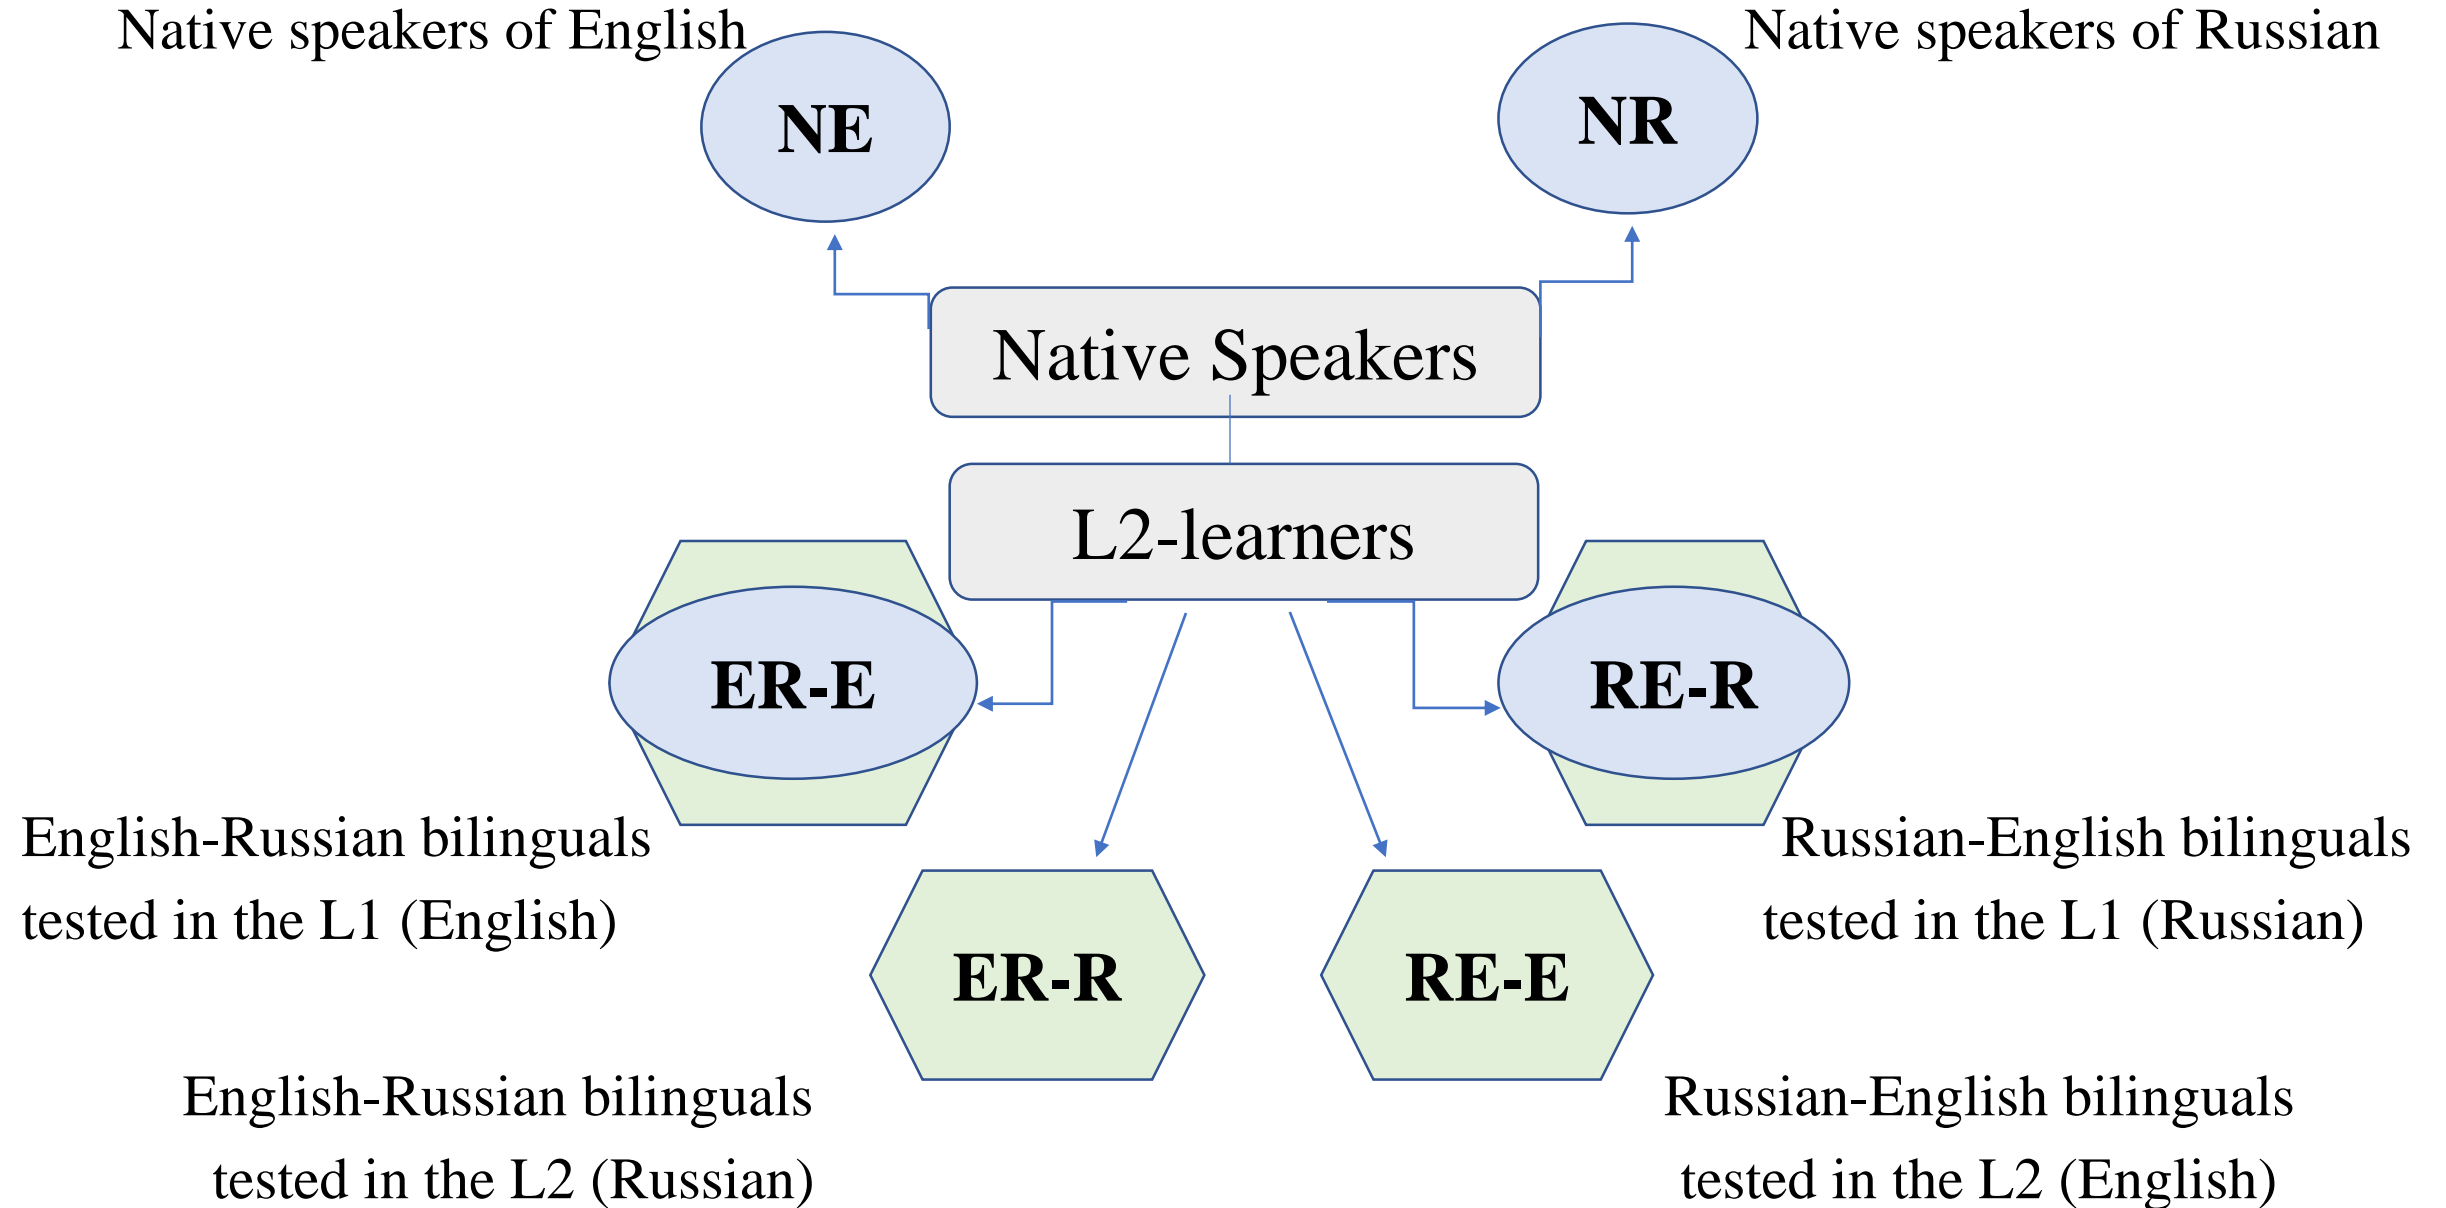 Native speakers of English
Native speakers of Russian
NE
NR
Native Speakers
L2-learners
ER-E
RE-R
English-Russian bilinguals
tested in the L1 (English)
Russian-English bilinguals
tested in the L1 (Russian)
ER-R
RE-E
English-Russian bilinguals
tested in the L2 (Russian)
Russian-English bilinguals
tested in the L2 (English)